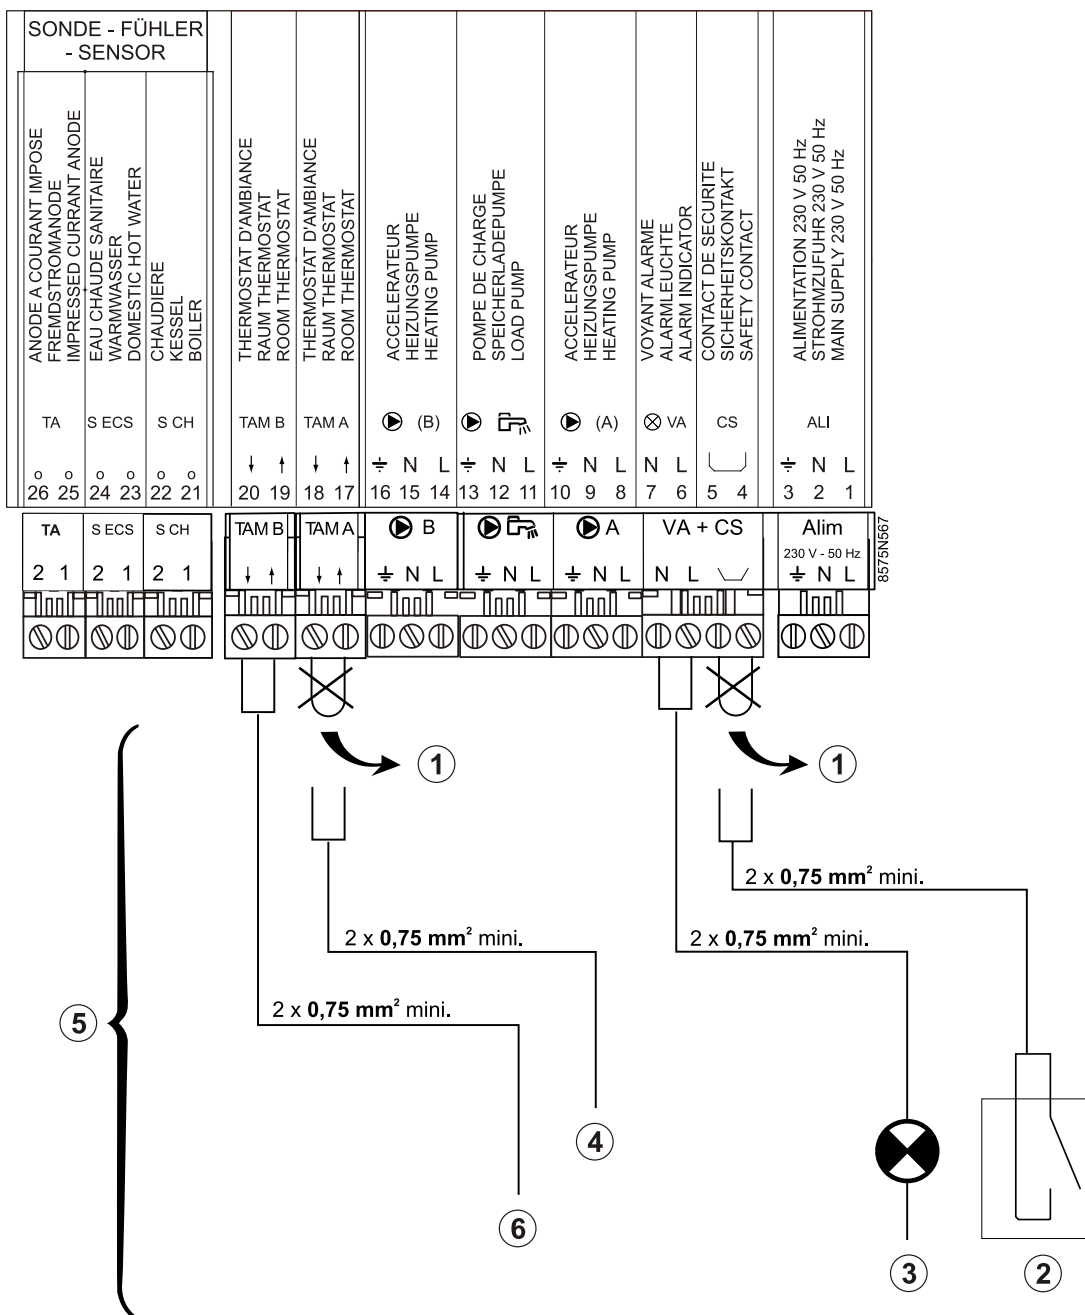 SONDE - FÜHLER
- SENSOR
ANODE A COURANT IMPOSE
FREMDSTROMANODE
IMPRESSED CURRANT ANODE
EAU CHAUDE SANITAIRE
WARMWASSER
DOMESTIC HOT WATER
CHAUDIERE
KESSEL
BOILER
THERMOSTAT D'AMBIANCE
RAUM THERMOSTAT
ROOM THERMOSTAT
THERMOSTAT D'AMBIANCE
RAUM THERMOSTAT
ROOM THERMOSTAT
ACCELERATEUR
HEIZUNGSPUMPE
HEATING PUMP
POMPE DE CHARGE
SPEICHERLADEPUMPE
LOAD PUMP
ACCELERATEUR
HEIZUNGSPUMPE
HEATING PUMP
VOYANT ALARME
ALARMLEUCHTE
ALARM INDICATOR
CONTACT DE SECURITE
SICHERHEITSKONTAKT
SAFETY CONTACT
ALIMENTATION 230 V 50 Hz
STROHMZUFUHR 230 V 50 Hz
MAIN SUPPLY 230 V 50 Hz
TA S ECS S CH TAM B TAM A (B) (A) VA CS ALI
o o o o o o ↓ ↑ ↓ ↑ N L N L N L N L N L
26 25 24 23 22 21 20 19 18 17 16 15 14 13 12 11 10 9 8 7 6 5 4 3 2 1
TA S ECS S CH TAM B TAM A B A VA + CS Alim
230 V - 50 Hz
2 1 2 1 2 1 ↓ ↑ ↓ ↑ N L N L N L N L N L
8575N567
1
1
2 x 0,75 mm² mini.
2 x 0,75 mm² mini.
2 x 0,75 mm² mini.
2 x 0,75 mm² mini.
5
4
6
3
2